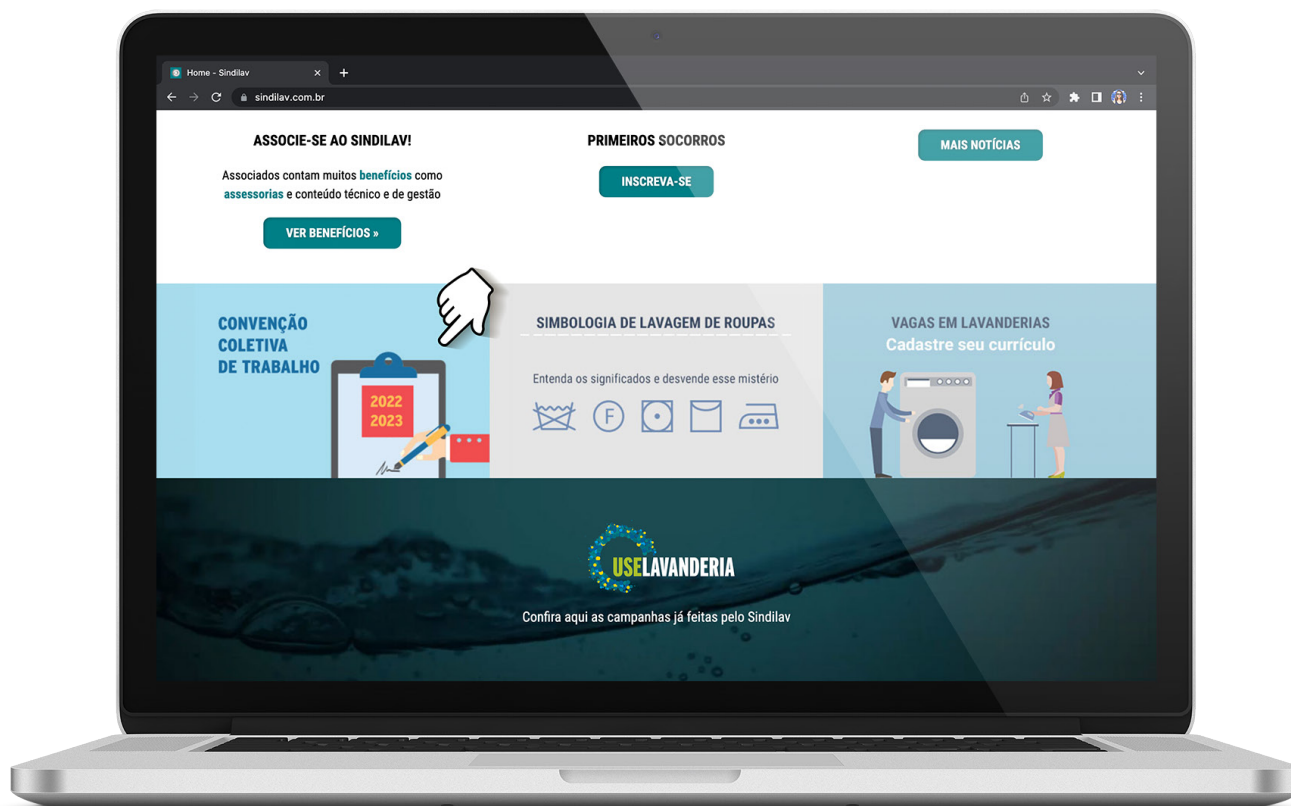 Home - Sindilav
sindilav.com.br
ASSOCIE-SE AO SINDILAV!
Associados contam muitos benefícios como
assessorias e conteúdo técnico e de gestão
VER BENEFÍCIOS »
PRIMEIROS SOCORROS
INSCREVA-SE
MAIS NOTÍCIAS
CONVENÇÃO
COLETIVA
DE TRABALHO
2022
2023
SIMBOLOGIA DE LAVAGEM DE ROUPAS
Entenda os significados e desvende esse mistério
F
VAGAS EM LAVANDERIAS
Cadastre seu currículo
USELAVANDERIA
Confira aqui as campanhas já feitas pelo Sindilav